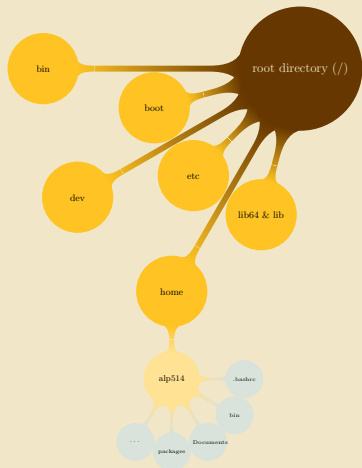 root directory (/)
bin
boot
etc
dev
lib64 & lib
home
alp514
.bashrc
bin
Documents
packages
...